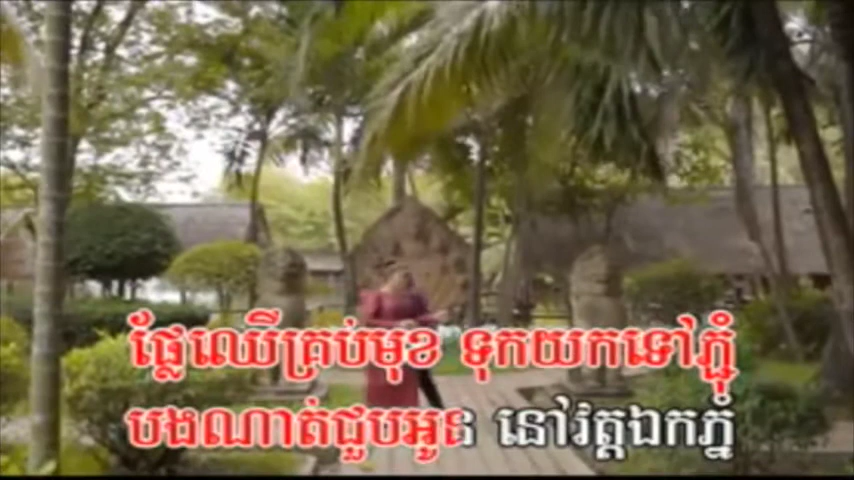 ផ្លែឈើគ្រប់មុខ ទុកយកទៅភ្ជុំ
បងណាត់ជួបអូន នៅវត្តឯកភ្នំ